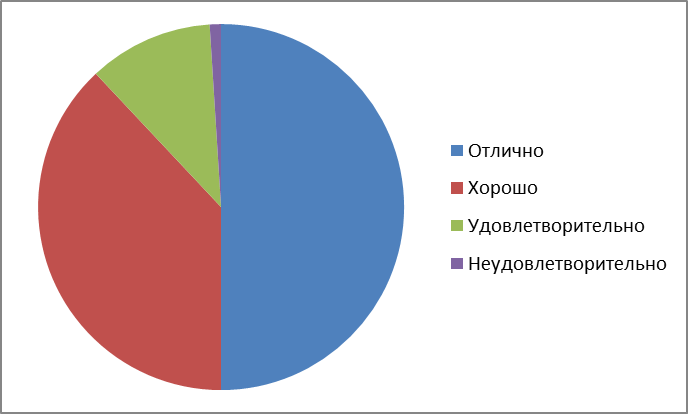 Отлично
Хорошо
Удовлетворительно
Неудовлетворительно